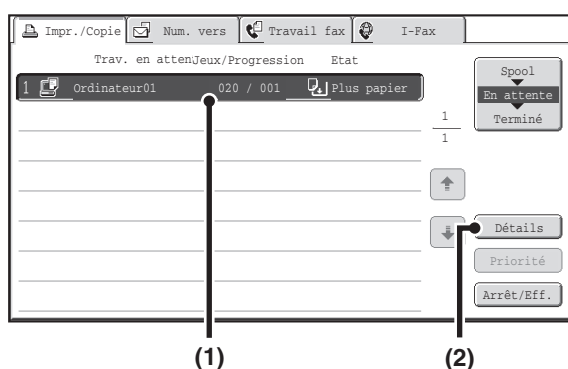 Impr./Copie Num. vers Travail fax I-Fax
Trav. en attenJeux/Progression Etat
1 Ordinateur01 020 / 001 Plus papier
Spool
En attente
Terminé
1
1
Détails
Priorité
Arrêt/Eff.
(1) (2)